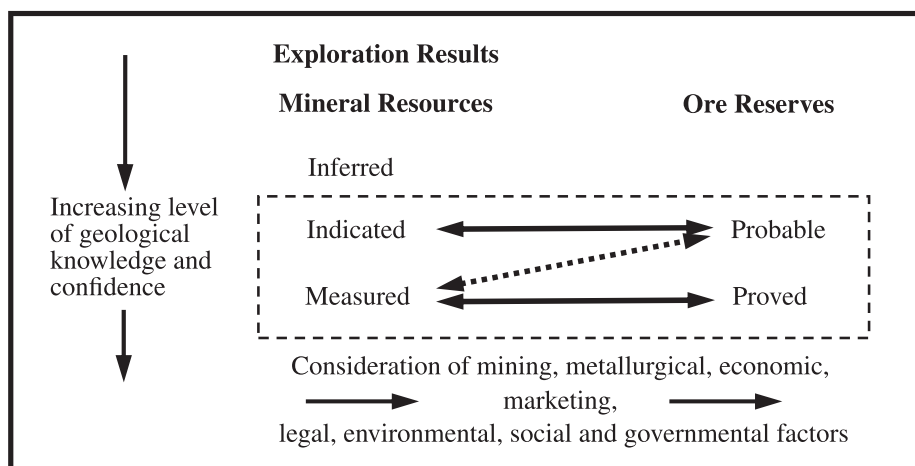 Exploration Results
Mineral Resources
Ore Reserves
Inferred
Increasing level
of geological
knowledge and
confidence
Indicated
Probable
Measured
Proved
Consideration of mining, metallurgical, economic,
marketing,
legal, environmental, social and governmental factors